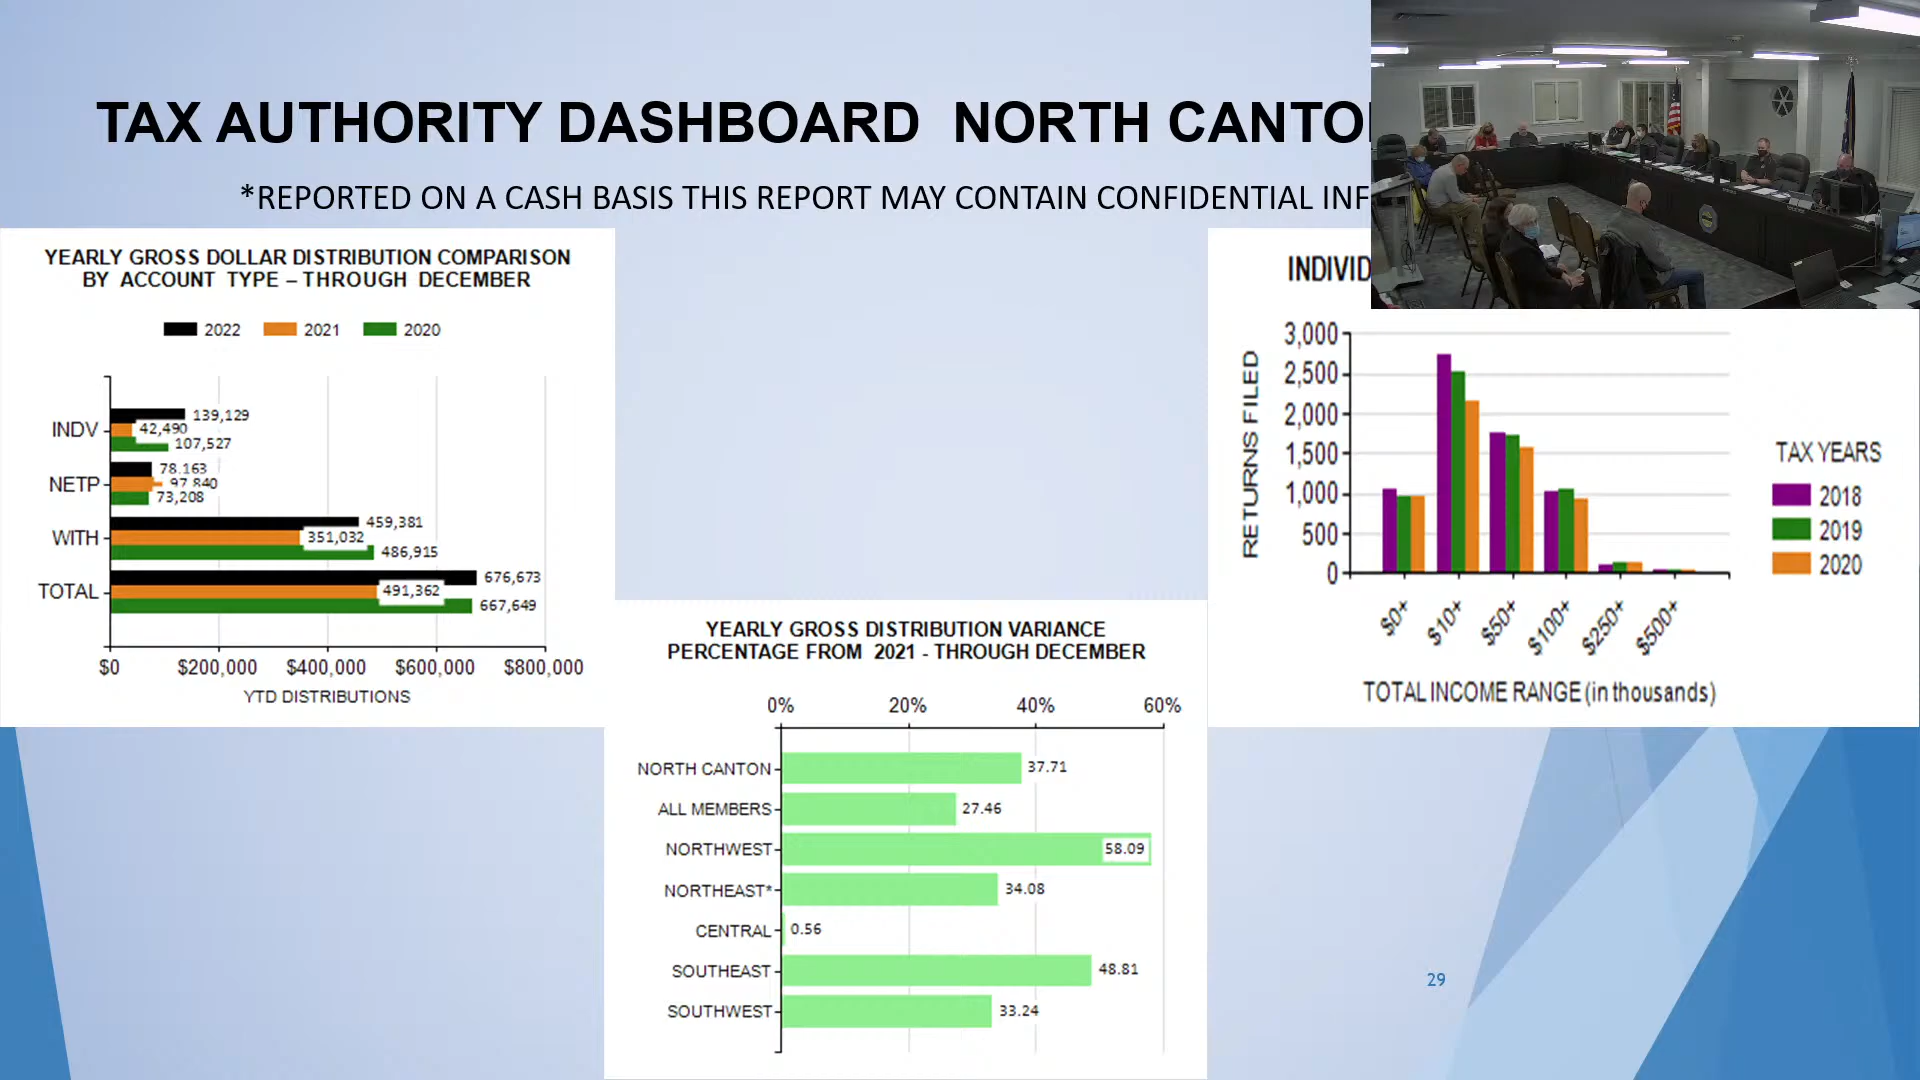 TAX AUTHORITY DASHBOARD NORTH CANTO
*REPORTED ON A CASH BASIS THIS REPORT MAY CONTAIN CONFIDENTIAL INF
YEARLY GROSS DOLLAR DISTRIBUTION COMPARISON
BY ACCOUNT TYPE – THROUGH DECEMBER
2022 2021 2020
INDV
139,129
42,490
107,527
NETP
78,163
97,840
73,208
WITH
459,381
351,032
486,915
TOTAL
676,673
491,362
667,649
$0 $200,000 $400,000 $600,000 $800,000
YTD DISTRIBUTIONS
YEARLY GROSS DISTRIBUTION VARIANCE
PERCENTAGE FROM 2021 - THROUGH DECEMBER
0% 20% 40% 60%
NORTH CANTON 37.71
ALL MEMBERS 27.46
NORTHWEST 58.09
NORTHEAST* 34.08
CENTRAL 0.56
SOUTHEAST 48.81
SOUTHWEST 33.24
INDIVID
RETURNS FILED
3,000
2,500
2,000
1,500
1,000
500
0
$0+ $10+ $50+ $100+ $250+ $500+
TOTAL INCOME RANGE (in thousands)
TAX YEARS
2018
2019
2020
29